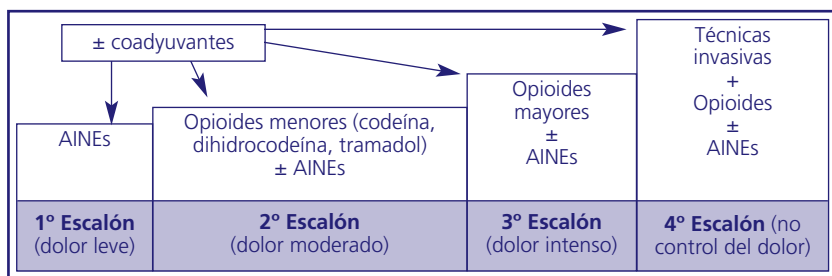 ± coadyuvantes
AINEs
Opioides menores (codeína,
dihidrocodeína, tramadol)
± AINEs
Opioides
mayores
±
AINEs
Técnicas
invasivas
+
Opioides
±
AINEs
1º Escalón
(dolor leve)
2º Escalón
(dolor moderado)
3º Escalón
(dolor intenso)
4º Escalón (no
control del dolor)